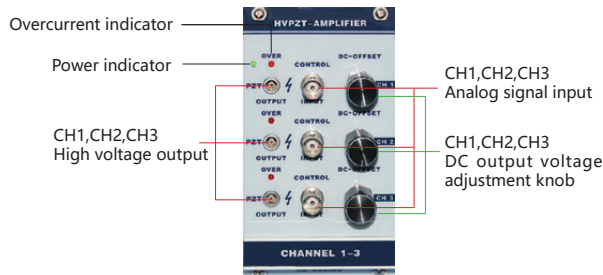 Overcurrent indicator
HVPZT-AMPLIFIER
Power indicator
OVER
DC-OFFSET
CONTROL
PZT
CH 1
OUTPUT
INPUT
CH1,CH2,CH3
Analog signal input
OVER
DC-OFFSET
CONTROL
CH1,CH2,CH3
High voltage output
PZT
CH 2
OUTPUT
INPUT
CH1,CH2,CH3
DC output voltage
adjustment knob
OVER
DC-OFFSET
CONTROL
PZT
CH 3
OUTPUT
INPUT
CHANNEL 1-3